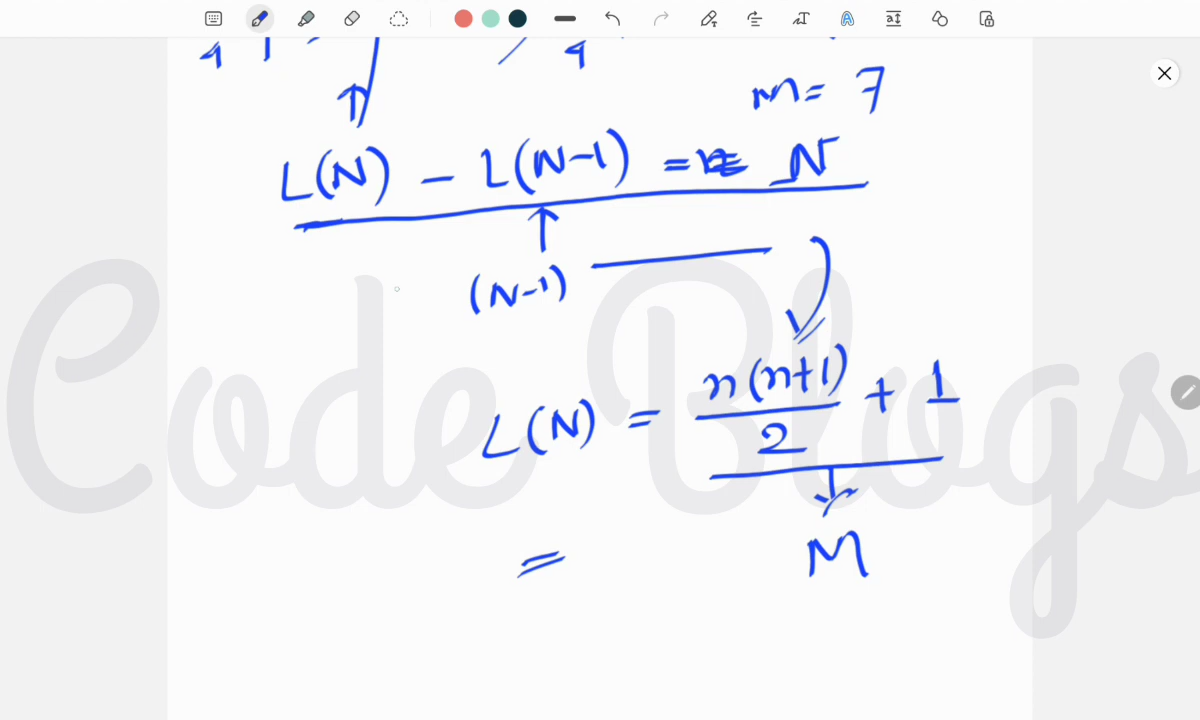 m = 7
L(N) - L(N-1) = N
(N-1)
L(N) = n(n+1)/2 + 1
=
M
Code Blogs